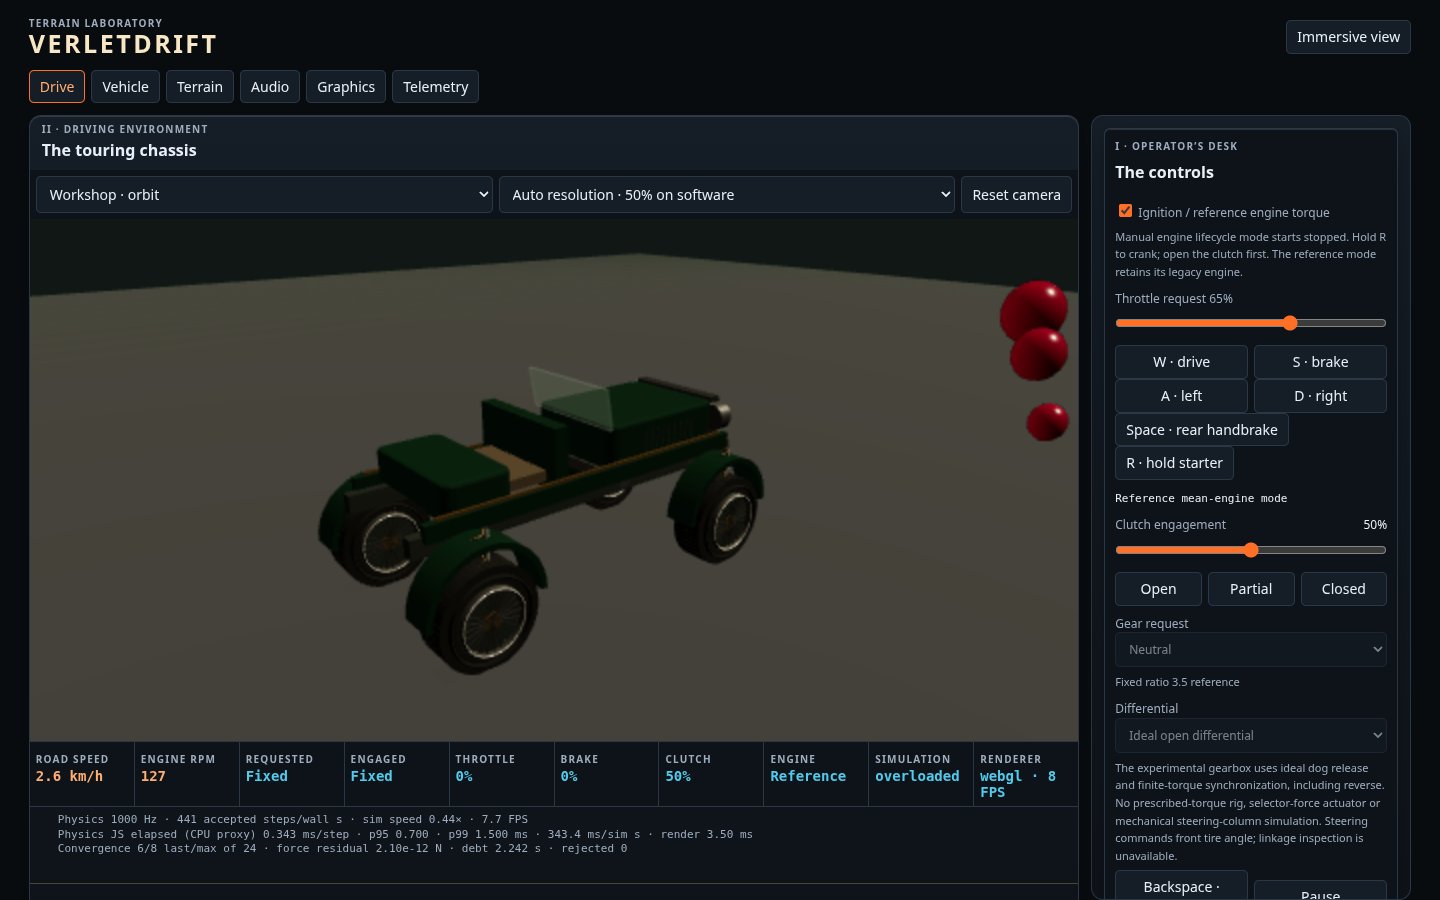 TERRAIN LABORATORY
VERLETDRIFT
Immersive view
Drive
Vehicle
Terrain
Audio
Graphics
Telemetry
II · DRIVING ENVIRONMENT
The touring chassis
Workshop · orbit
Auto resolution · 50% on software
Reset camera
ROAD SPEED
2.6 km/h
ENGINE RPM
127
REQUESTED
Fixed
ENGAGED
Fixed
THROTTLE
0%
BRAKE
0%
CLUTCH
50%
ENGINE
Reference
SIMULATION
overloaded
RENDERER
webgl · 8
FPS
Physics 1000 Hz · 441 accepted steps/wall s · sim speed 0.44× · 7.7 FPS
Physics JS elapsed (CPU proxy) 0.343 ms/step · p95 0.700 · p99 1.500 ms · 343.4 ms/sim s · render 3.50 ms
Convergence 6/8 last/max of 24 · force residual 2.10e-12 N · debt 2.242 s · rejected 0
I · OPERATOR'S DESK
The controls
Ignition / reference engine torque
Manual engine lifecycle mode starts stopped. Hold R
to crank; open the clutch first. The reference mode
retains its legacy engine.
Throttle request 65%
W · drive
S · brake
A · left
D · right
Space · rear handbrake
R · hold starter
Reference mean-engine mode
Clutch engagement 50%
Open
Partial
Closed
Gear request
Neutral
Fixed ratio 3.5 reference
Differential
Ideal open differential
The experimental gearbox uses ideal dog release
and finite-torque synchronization, including reverse.
No prescribed-torque rig, selector-force actuator or
mechanical steering-column simulation. Steering
commands front tire angle; linkage inspection is
unavailable.
Backspace ·
Pause